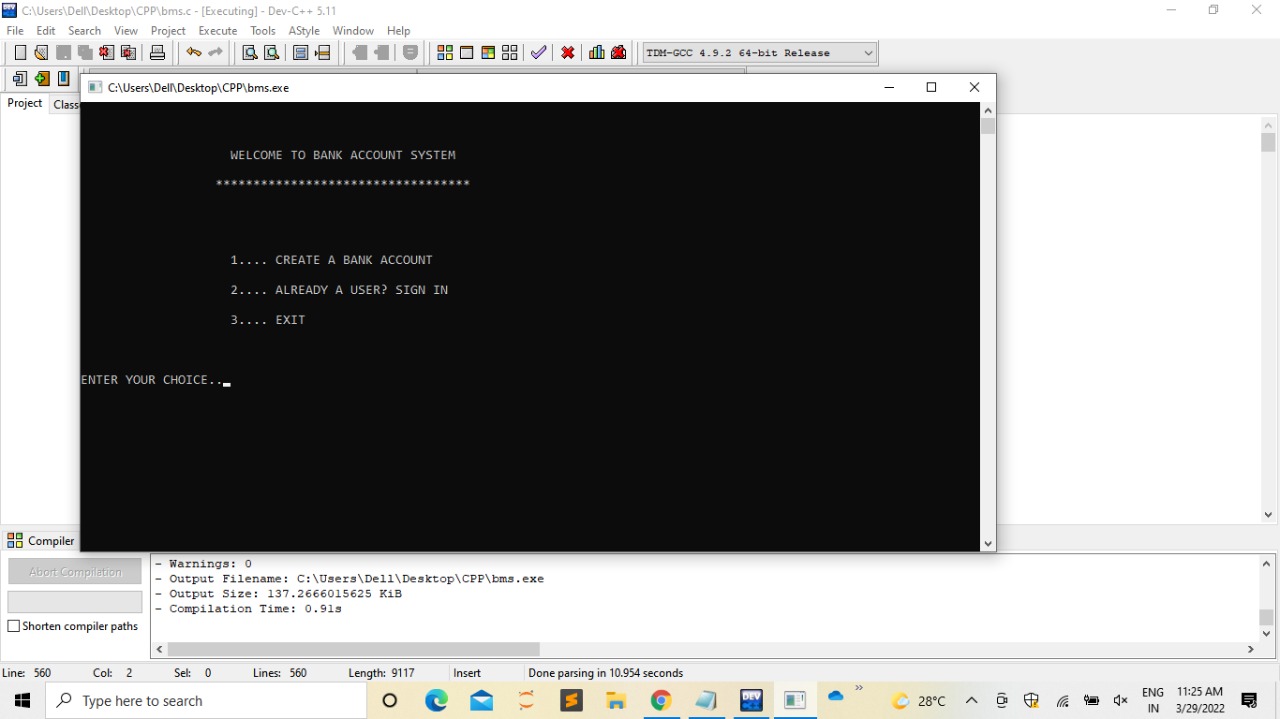 C:\Users\Dell\Desktop\CPP\bms.c - [Executing] - Dev-C++ 5.11
File Edit Search View Project Execute Tools AStyle Window Help
TDM-GCC 4.9.2 64-bit Release
C:\Users\Dell\Desktop\CPP\bms.exe
Project Class
WELCOME TO BANK ACCOUNT SYSTEM
**********************************
1.... CREATE A BANK ACCOUNT
2.... ALREADY A USER? SIGN IN
3.... EXIT
ENTER YOUR CHOICE..
Compiler
Abort Compilation
Shorten compiler paths
- Warnings: 0
- Output Filename: C:\Users\Dell\Desktop\CPP\bms.exe
- Output Size: 137.2666015625 KiB
- Compilation Time: 0.91s
Line: 560 Col: 2 Sel: 0 Lines: 560 Length: 9117 Insert Done parsing in 10.954 seconds
Type here to search
DEV
28°C
ENG
IN
11:25 AM
3/29/2022